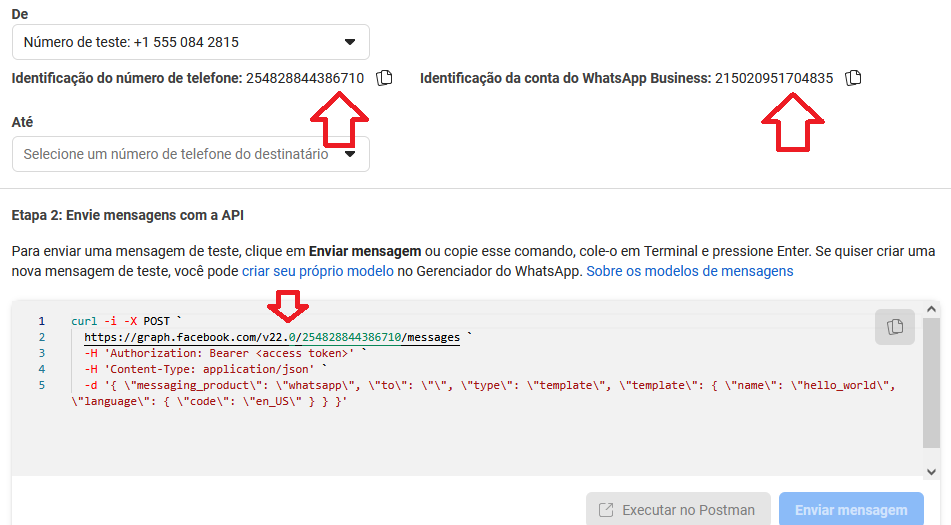 De
Número de teste: +1 555 084 2815
Identificação do número de telefone: 254828844386710 Identificação da conta do WhatsApp Business: 215020951704835
Até
Selecione um número de telefone do destinatário
Etapa 2: Envie mensagens com a API
Para enviar uma mensagem de teste, clique em Enviar mensagem ou copie esse comando, cole-o em Terminal e pressione Enter. Se quiser criar uma
nova mensagem de teste, você pode criar seu próprio modelo no Gerenciador do WhatsApp. Sobre os modelos de mensagens
1 curl -i -X POST `
2 https://graph.facebook.com/v22.0/254828844386710/messages `
3 -H 'Authorization: Bearer <access token>' `
4 -H 'Content-Type: application/json' `
5 -d '{ \"messaging_product\": \"whatsapp\", \"to\": \"\", \"type\": \"template\", \"template\": { \"name\": \"hello_world\",
\"language\": { \"code\": \"en_US\" } } }'
Executar no Postman Enviar mensagem